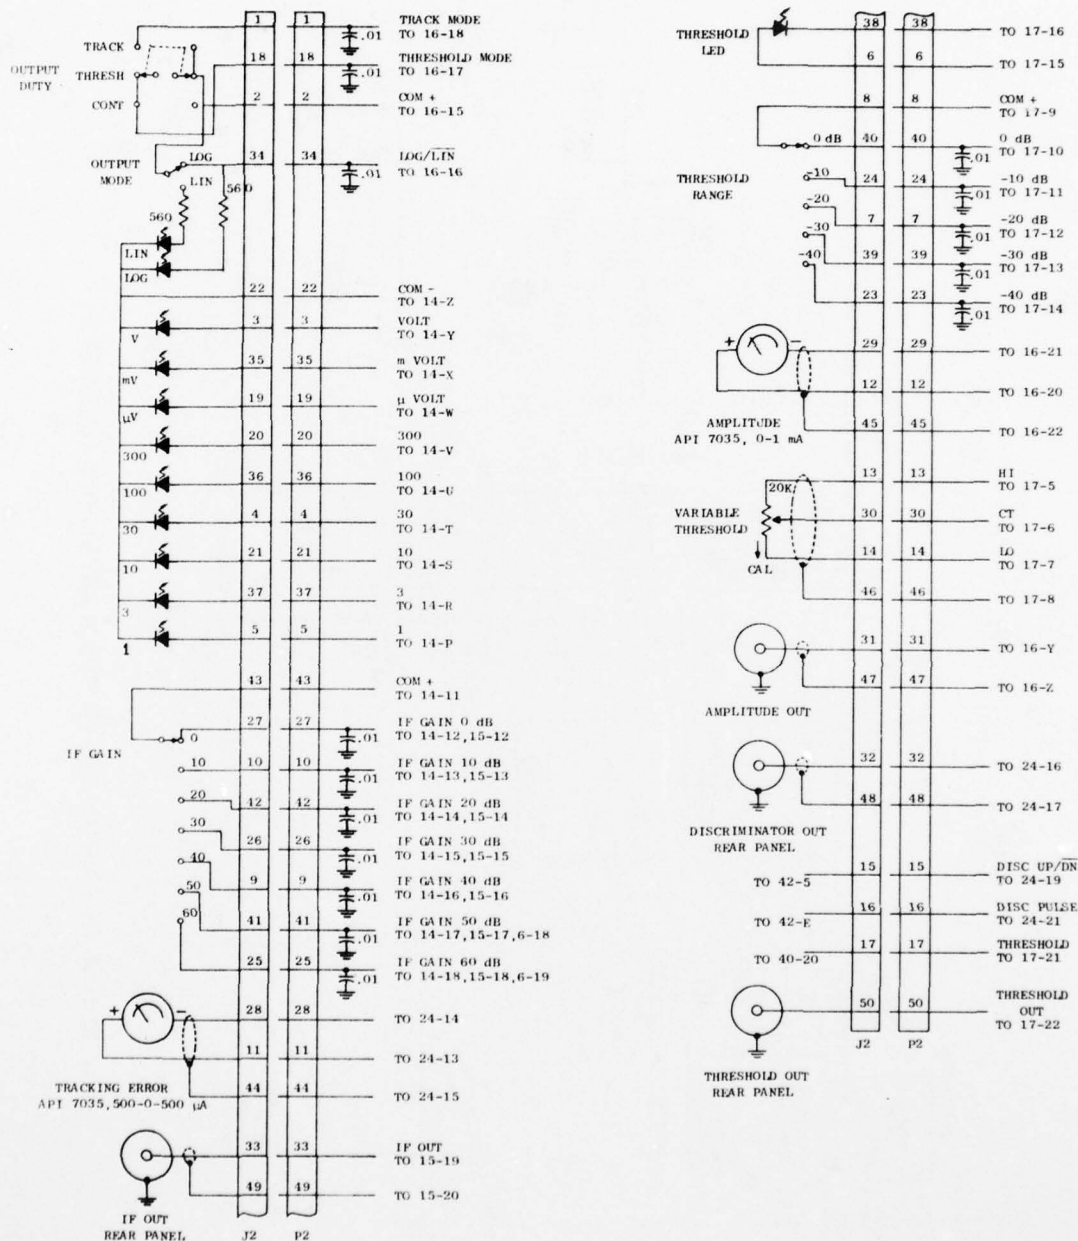 1 1 TRACK MODE
.01 TO 16-18
TRACK
18 18 THRESHOLD MODE
.01 TO 16-17
OUTPUT
DUTY
THRESH
CONT
2 2 COM +
TO 16-15
OUTPUT
MODE
LOG
34 34 LOG/LIN
.01 TO 16-16
LIN
560
560
LIN
LOG
22 22 COM -
TO 14-Z
V 3 3 VOLT
TO 14-Y
mV 35 35 m VOLT
TO 14-X
μV 19 19 μ VOLT
TO 14-W
300 20 20 300
TO 14-V
100 36 36 100
TO 14-U
30 4 4 30
TO 14-T
10 21 21 10
TO 14-S
3 37 37 3
TO 14-R
1 5 5 1
TO 14-P
43 43 COM +
TO 14-11
IF GAIN
0 27 27 IF GAIN 0 dB
.01 TO 14-12,15-12
10 10 10 IF GAIN 10 dB
.01 TO 14-13,15-13
20 42 42 IF GAIN 20 dB
.01 TO 14-14,15-14
30 26 26 IF GAIN 30 dB
.01 TO 14-15,15-15
40 9 9 IF GAIN 40 dB
.01 TO 14-16,15-16
50 41 41 IF GAIN 50 dB
.01 TO 14-17,15-17,6-18
60 25 25 IF GAIN 60 dB
.01 TO 14-18,15-18,6-19
+ - 28 28 TO 24-14
11 11 TO 24-13
TRACKING ERROR
API 7035,500-0-500 μA
44 44 TO 24-15
33 33 IF OUT
TO 15-19
49 49 TO 15-20
IF OUT
REAR PANEL
J2 P2
THRESHOLD
LED
38 38 TO 17-16
6 6 TO 17-15
8 8 COM +
TO 17-9
0 dB 40 40 0 dB
.01 TO 17-10
THRESHOLD
RANGE
-10 24 24 -10 dB
.01 TO 17-11
-20 7 7 -20 dB
.01 TO 17-12
-30 39 39 -30 dB
.01 TO 17-13
-40 23 23 -40 dB
.01 TO 17-14
+ - 29 29 TO 16-21
12 12 TO 16-20
AMPLITUDE
API 7035, 0-1 mA
45 45 TO 16-22
13 13 HI
TO 17-5
20K
VARIABLE
THRESHOLD
30 30 CT
TO 17-6
14 14 LO
TO 17-7
CAL
46 46 TO 17-8
31 31 TO 16-Y
47 47 TO 16-Z
AMPLITUDE OUT
32 32 TO 24-16
48 48 TO 24-17
DISCRIMINATOR OUT
REAR PANEL
TO 42-5 15 15 DISC UP/DN
TO 24-19
TO 42-E 16 16 DISC PULSE
TO 24-21
TO 40-20 17 17 THRESHOLD
TO 17-21
50 50 THRESHOLD
OUT
TO 17-22
J2 P2
THRESHOLD OUT
REAR PANEL